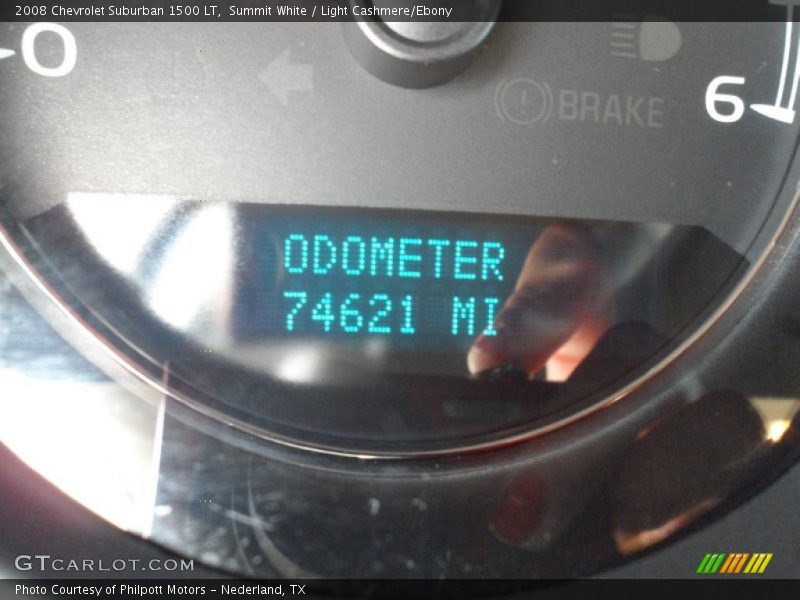 2008 Chevrolet Suburban 1500 LT, Summit White / Light Cashmere/Ebony
0
6
BRAKE
ODOMETER
74621 MI
GTCARLOT.COM
Photo Courtesy of Philpott Motors - Nederland, TX